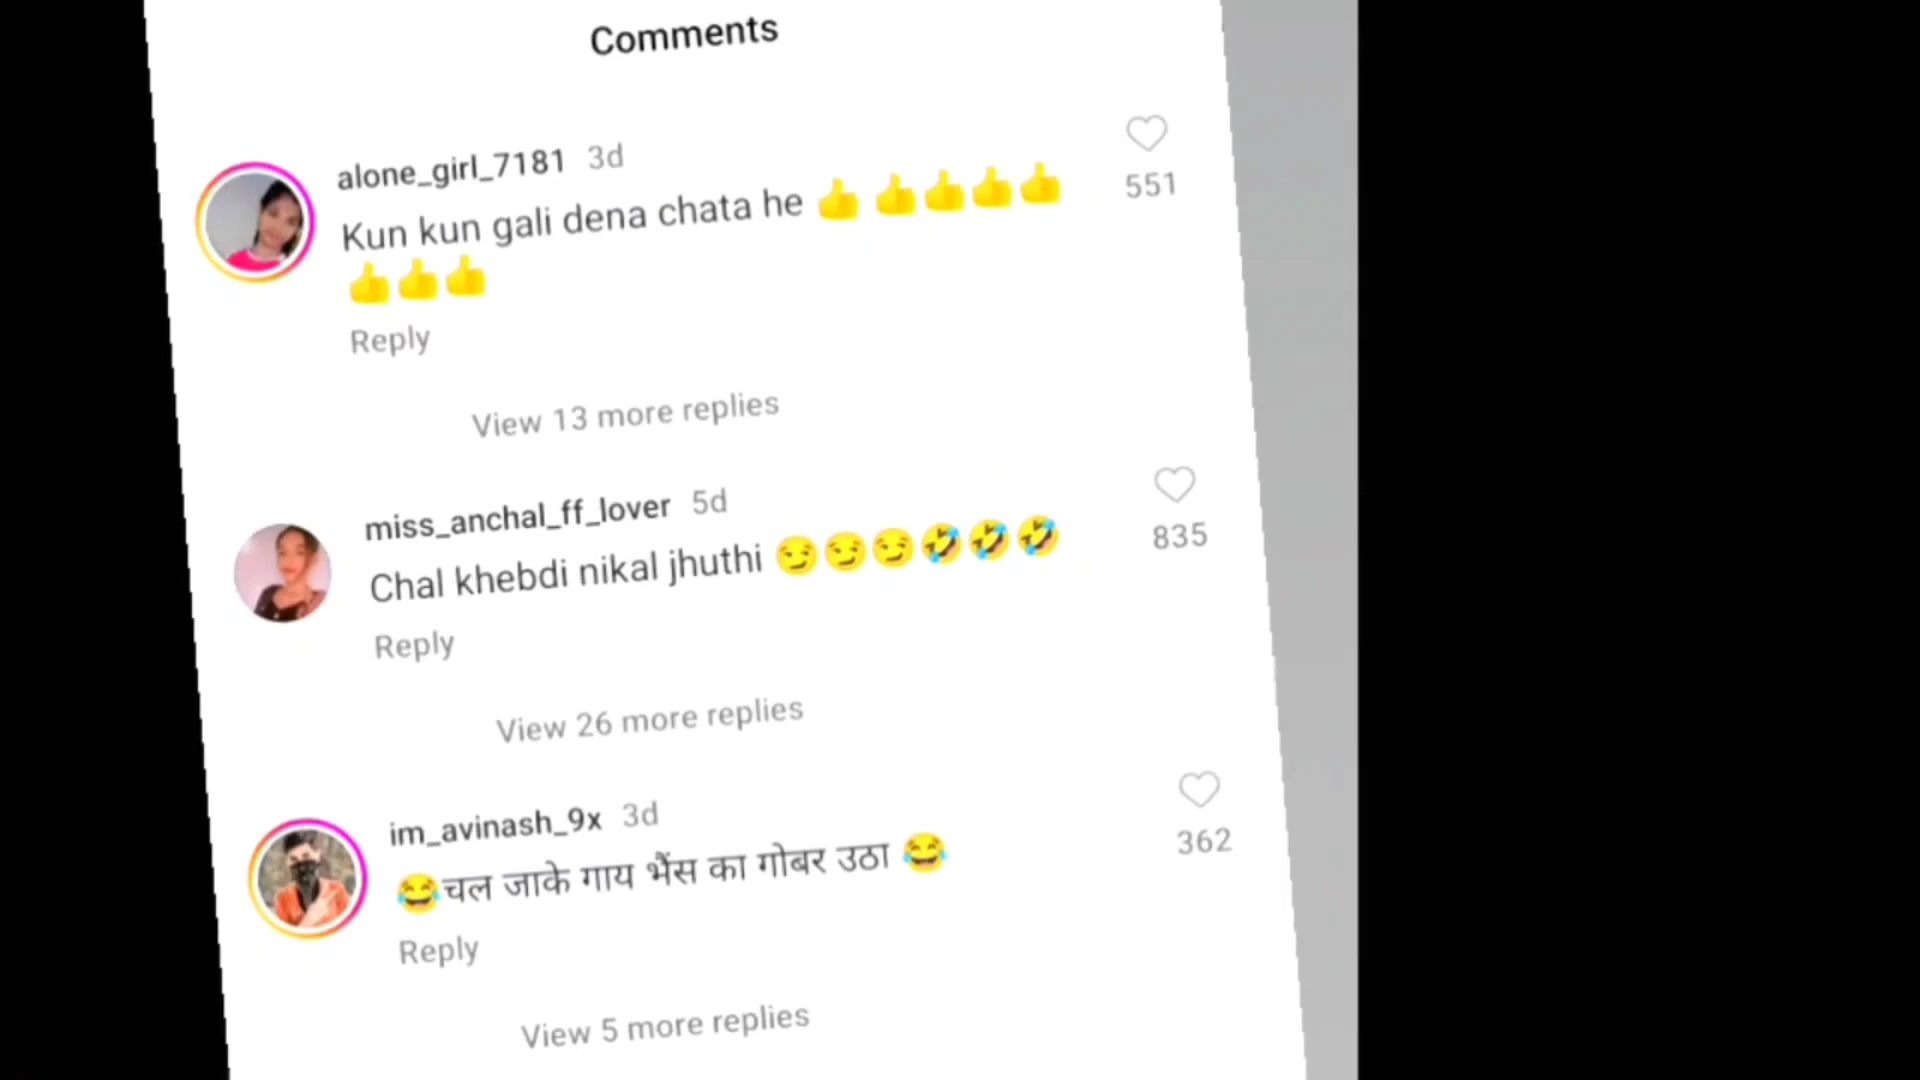 Comments
alone_girl_7181 3d
Kun kun gali dena chata he 👍 👍👍👍👍
551
👍👍👍
Reply
View 13 more replies
miss_anchal_ff_lover 5d
Chal khebdi nikal jhuthi 😏😏😏🤣🤣🤣
835
Reply
View 26 more replies
im_avinash_9x 3d
😂चल जाके गाय भैंस का गोबर उठा 😂
362
Reply
View 5 more replies